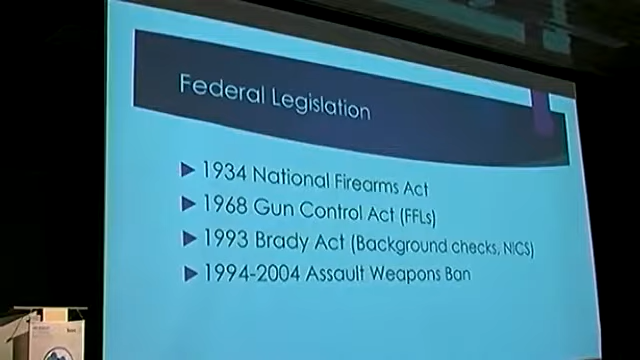 Federal Legislation
1934 National Firearms Act
1968 Gun Control Act (FFLs)
1993 Brady Act (Background checks, NICS)
1994-2004 Assault Weapons Ban